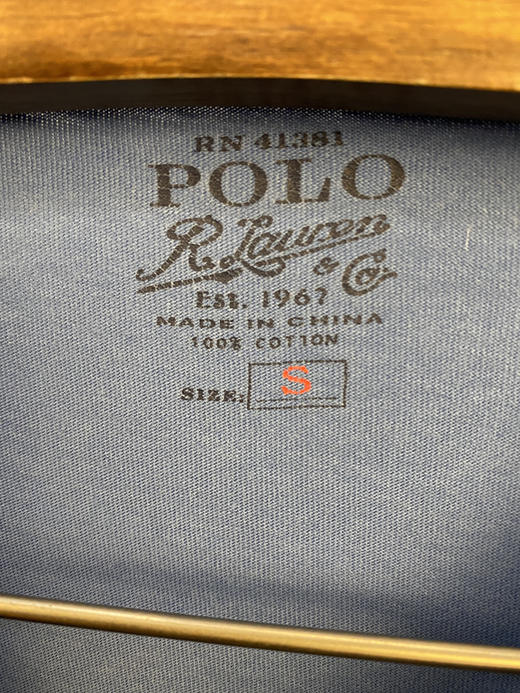 RN 41381
POLO
R. Lauren
& Co.
EST. 1967
MADE IN CHINA
100% COTTON
SIZE: S